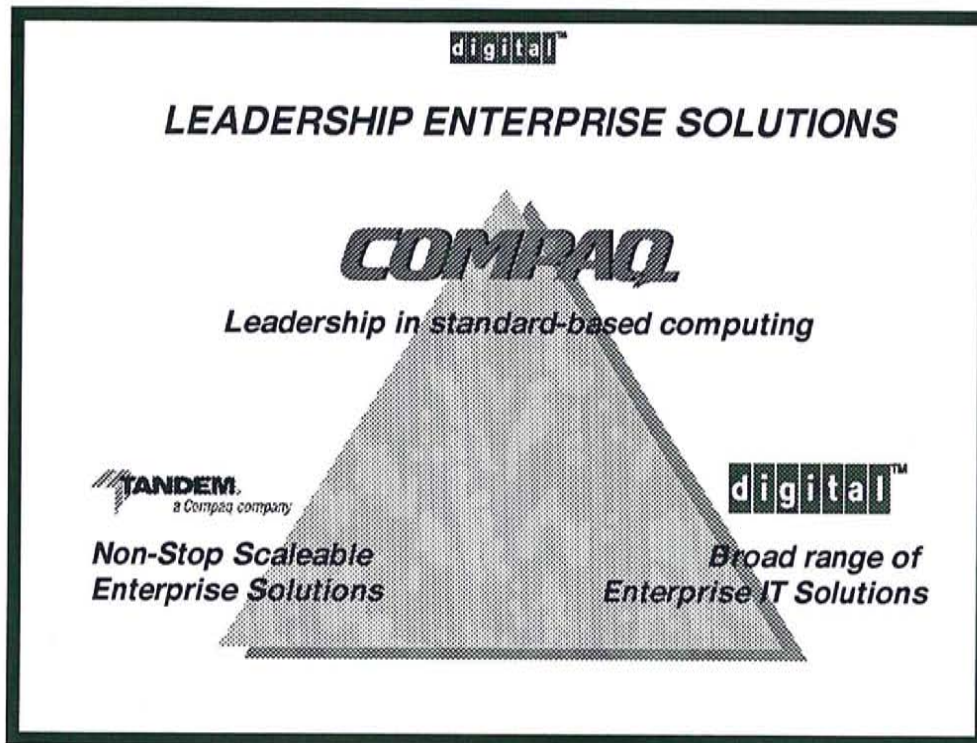 digital™
LEADERSHIP ENTERPRISE SOLUTIONS
COMPAQ
Leadership in standard-based computing
TANDEM
a Compaq company
digital™
Non-Stop Scaleable
Enterprise Solutions
Broad range of
Enterprise IT Solutions